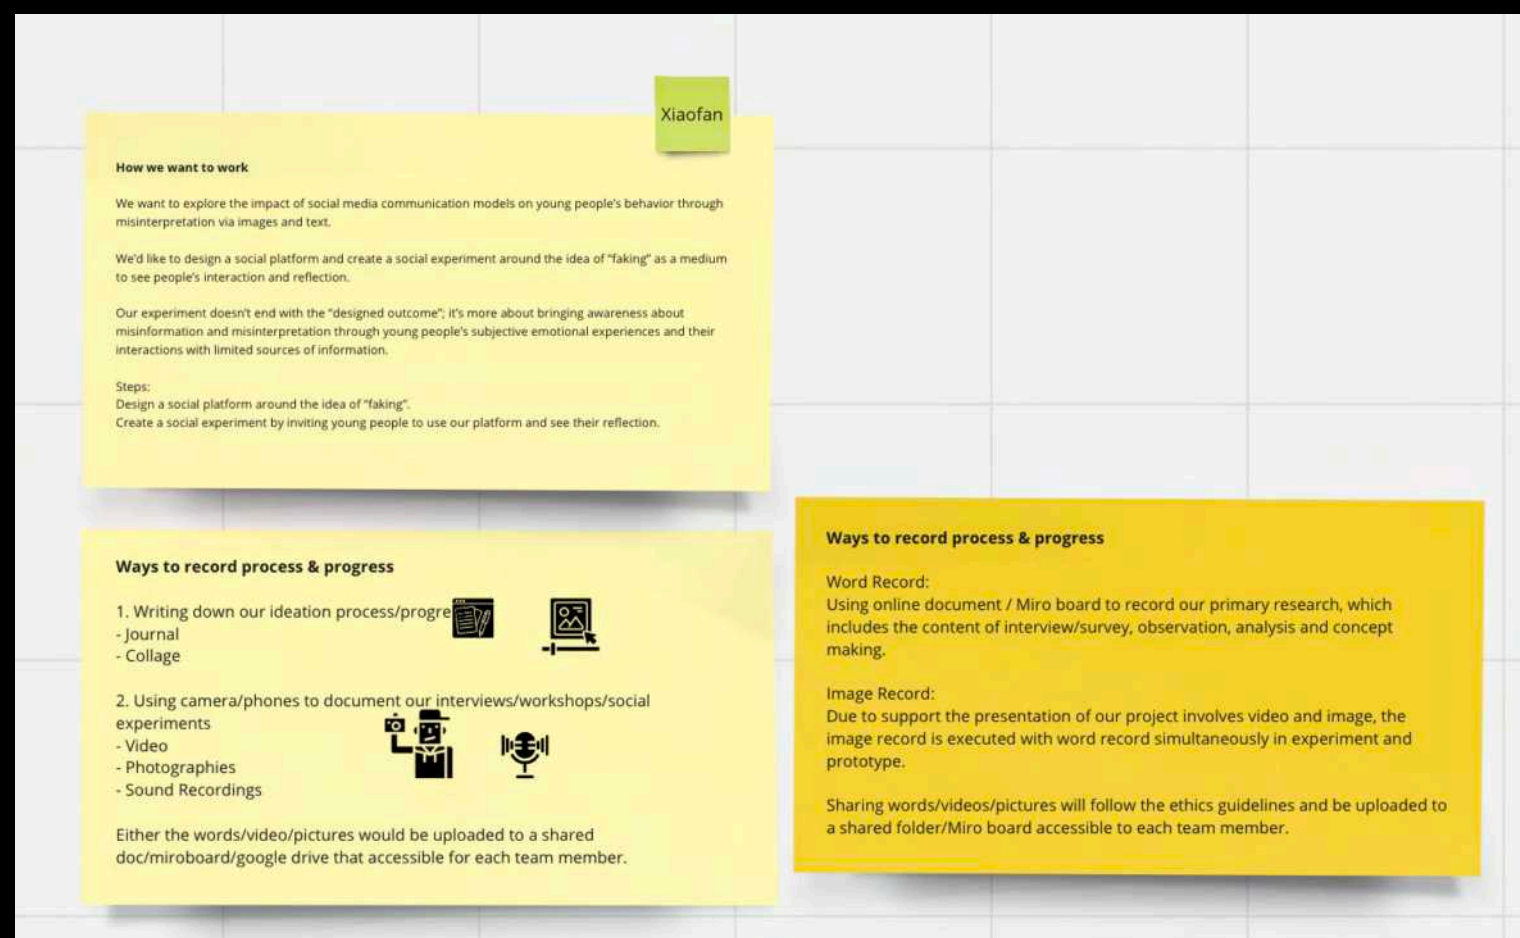 Xiaofan
How we want to work
We want to explore the impact of social media communication models on young people's behavior through
misinterpretation via images and text.
We'd like to design a social platform and create a social experiment around the idea of "faking" as a medium
to see people's interaction and reflection.
Our experiment doesn't end with the "designed outcome"; it's more about bringing awareness about
misinformation and misinterpretation through young people's subjective emotional experiences and their
interactions with limited sources of information.
Steps:
Design a social platform around the idea of "faking".
Create a social experiment by inviting young people to use our platform and see their reflection.
Ways to record process & progress
1. Writing down our ideation process/progre
- Journal
- Collage
2. Using camera/phones to document our interviews/workshops/social
experiments
- Video
- Photographies
- Sound Recordings
Either the words/video/pictures would be uploaded to a shared
doc/miroboard/google drive that accessible for each team member.
Ways to record process & progress
Word Record:
Using online document / Miro board to record our primary research, which
includes the content of interview/survey, observation, analysis and concept
making.
Image Record:
Due to support the presentation of our project involves video and image, the
image record is executed with word record simultaneously in experiment and
prototype.
Sharing words/videos/pictures will follow the ethics guidelines and be uploaded to
a shared folder/Miro board accessible to each team member.